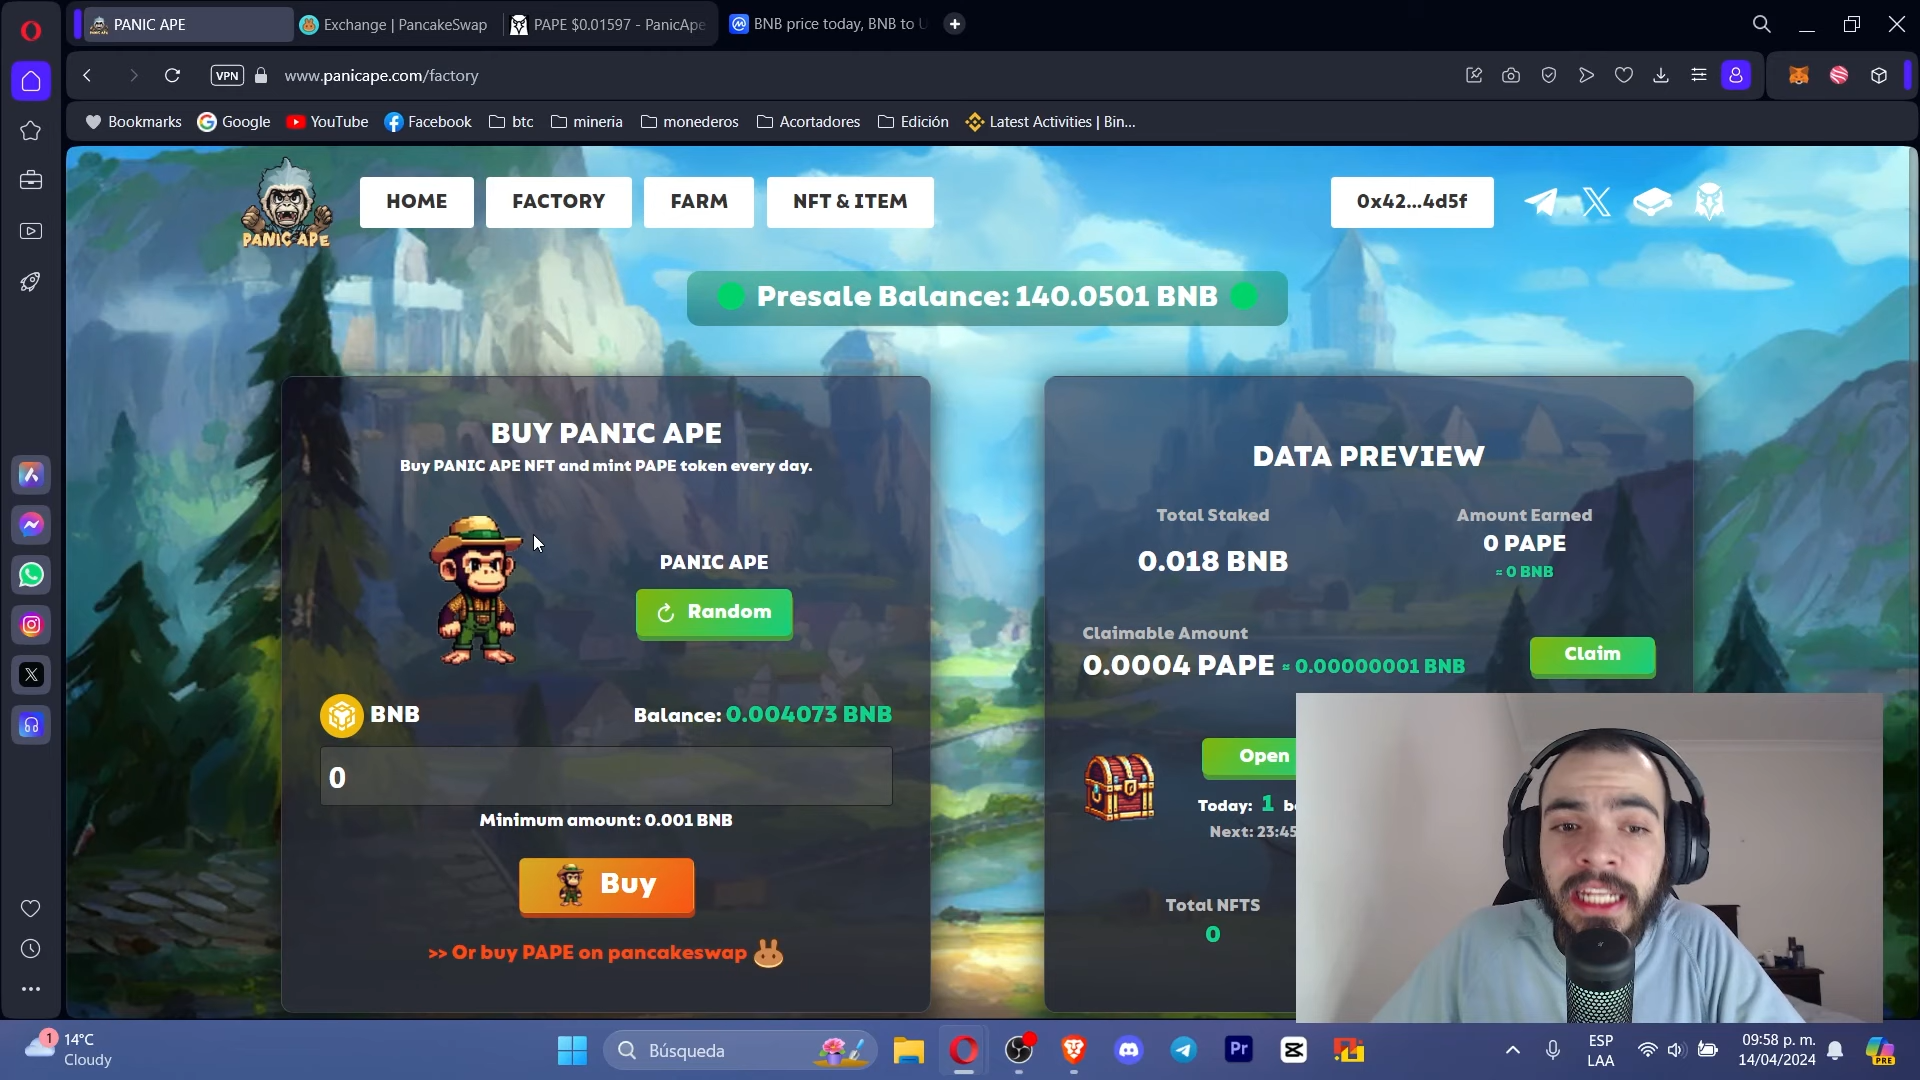 PANIC APE
Exchange | PancakeSwap
PAPE $0.01597 - PanicApe
BNB price today, BNB to U
VPN
www.panicape.com/factory
Bookmarks
Google
YouTube
Facebook
btc
mineria
monederos
Acortadores
Edición
Latest Activities | Bin...
PANIC APE
HOME
FACTORY
FARM
NFT & ITEM
0x42...4d5f
Presale Balance: 140.0501 BNB
BUY PANIC APE
Buy PANIC APE NFT and mint PAPE token every day.
PANIC APE
Random
BNB
Balance: 0.004073 BNB
0
Minimum amount: 0.001 BNB
Buy
>> Or buy PAPE on pancakeswap
DATA PREVIEW
Total Staked
0.018 BNB
Amount Earned
0 PAPE
≈ 0 BNB
Claimable Amount
0.0004 PAPE ≈ 0.00000001 BNB
Claim
Open
Today: 1 b
Next: 23:45
Total NFTS
0
1
14°C
Cloudy
Búsqueda
Pr
ESP
LAA
09:58 p. m.
14/04/2024
PRE